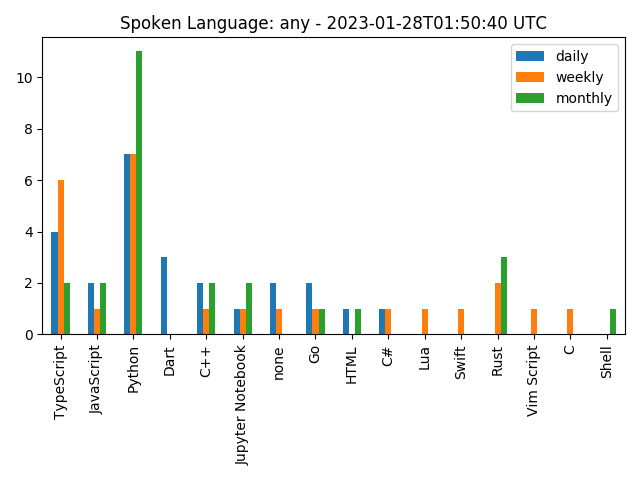 Spoken Language: any - 2023-01-28T01:50:40 UTC
daily
weekly
monthly
10
8
6
4
2
0
TypeScript
JavaScript
Python
Dart
C++
Jupyter Notebook
none
Go
HTML
C#
Lua
Swift
Rust
Vim Script
C
Shell